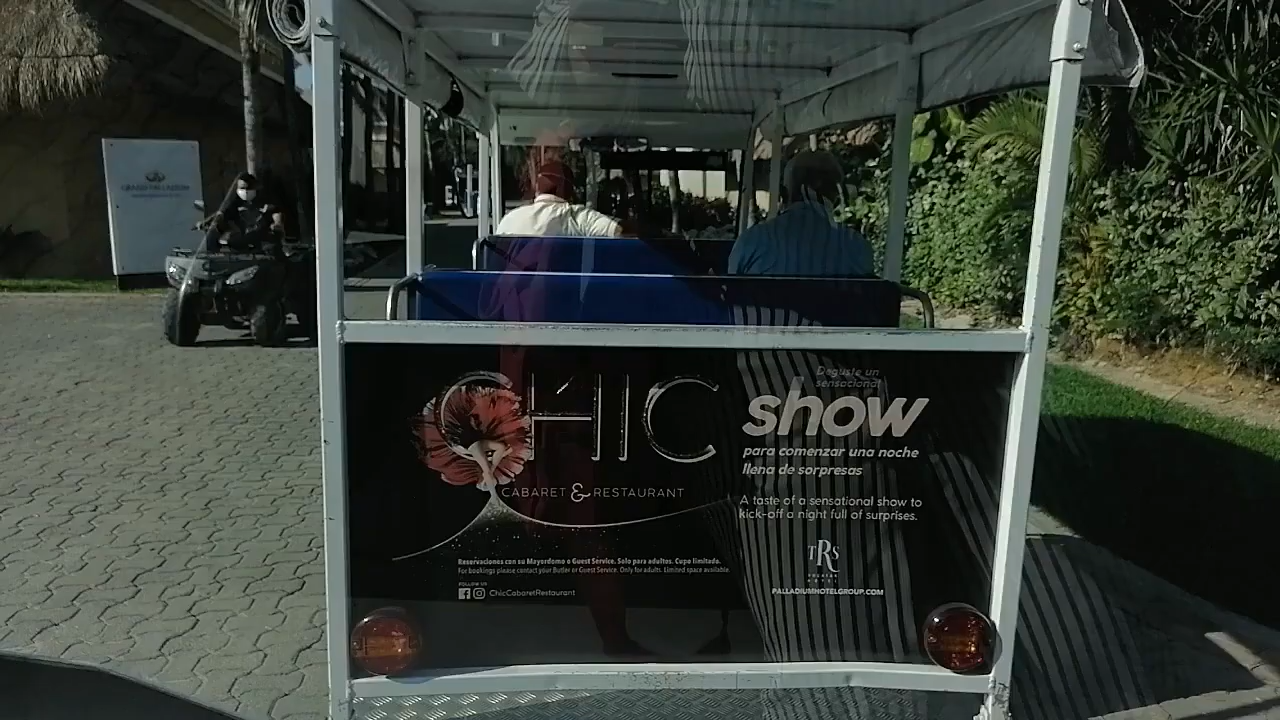 GRAND PALLADIUM
CHIC
CABARET & RESTAURANT
Deguste un
sensacional
show
para comenzar una noche
llena de sorpresas
A taste of a sensational show to
kick-off a night full of surprises.
Reservaciones con su Mayordomo o Guest Service. Solo para adultos. Cupo limitado.
For bookings please contact your Butler or Guest Service. Only for adults. Limited space available.
FOLLOW US
ChicCabaretRestaurant
TRS
HOTEL
PALLADIUMHOTELGROUP.COM